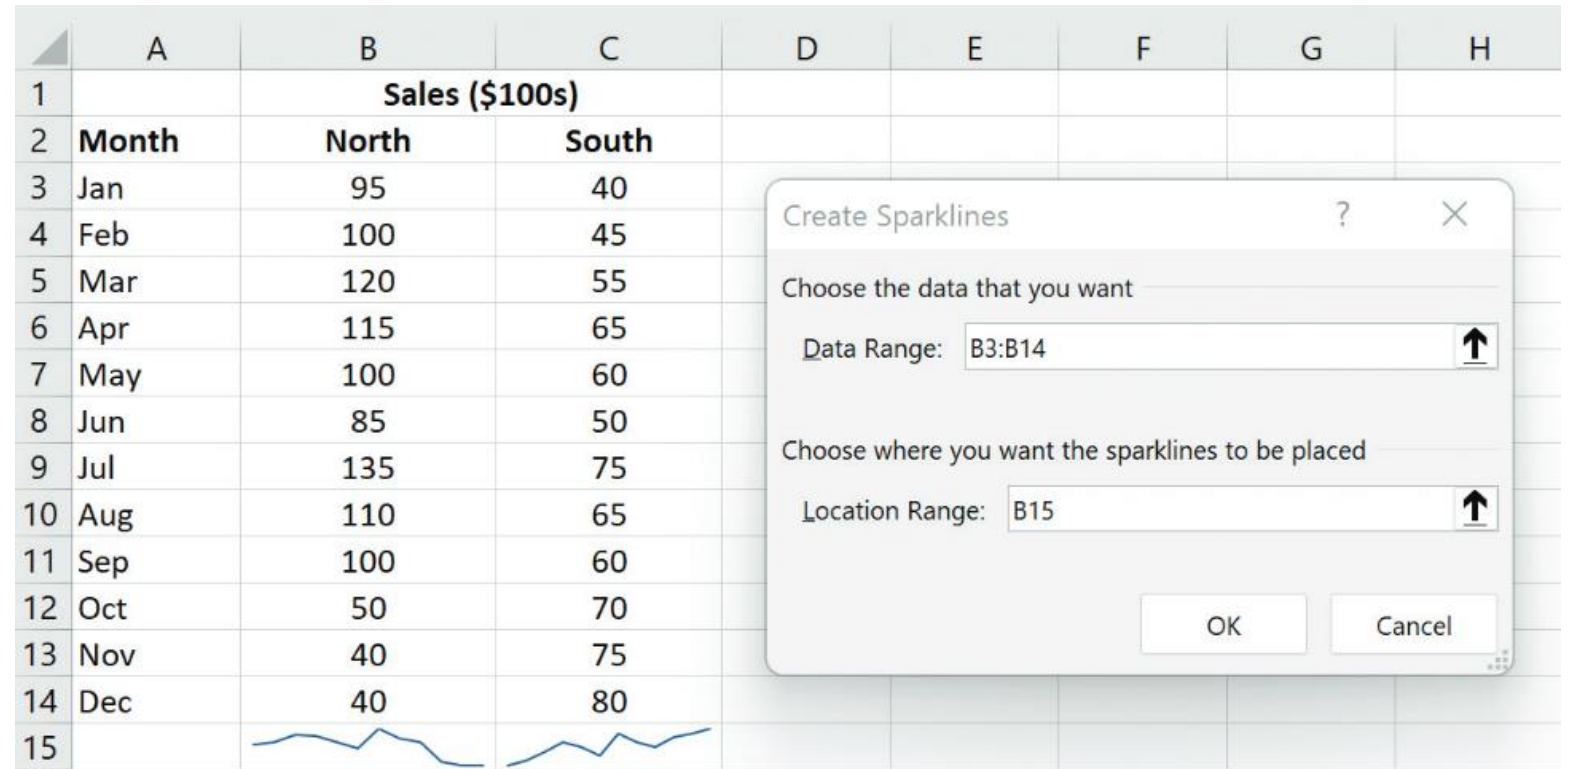 A B C D E F G H
1 Sales ($100s)
2 Month North South
3 Jan 95 40
4 Feb 100 45
5 Mar 120 55
6 Apr 115 65
7 May 100 60
8 Jun 85 50
9 Jul 135 75
10 Aug 110 65
11 Sep 100 60
12 Oct 50 70
13 Nov 40 75
14 Dec 40 80
15
Create Sparklines ?
Choose the data that you want
Data Range: B3:B14
Choose where you want the sparklines to be placed
Location Range: B15
OK Cancel